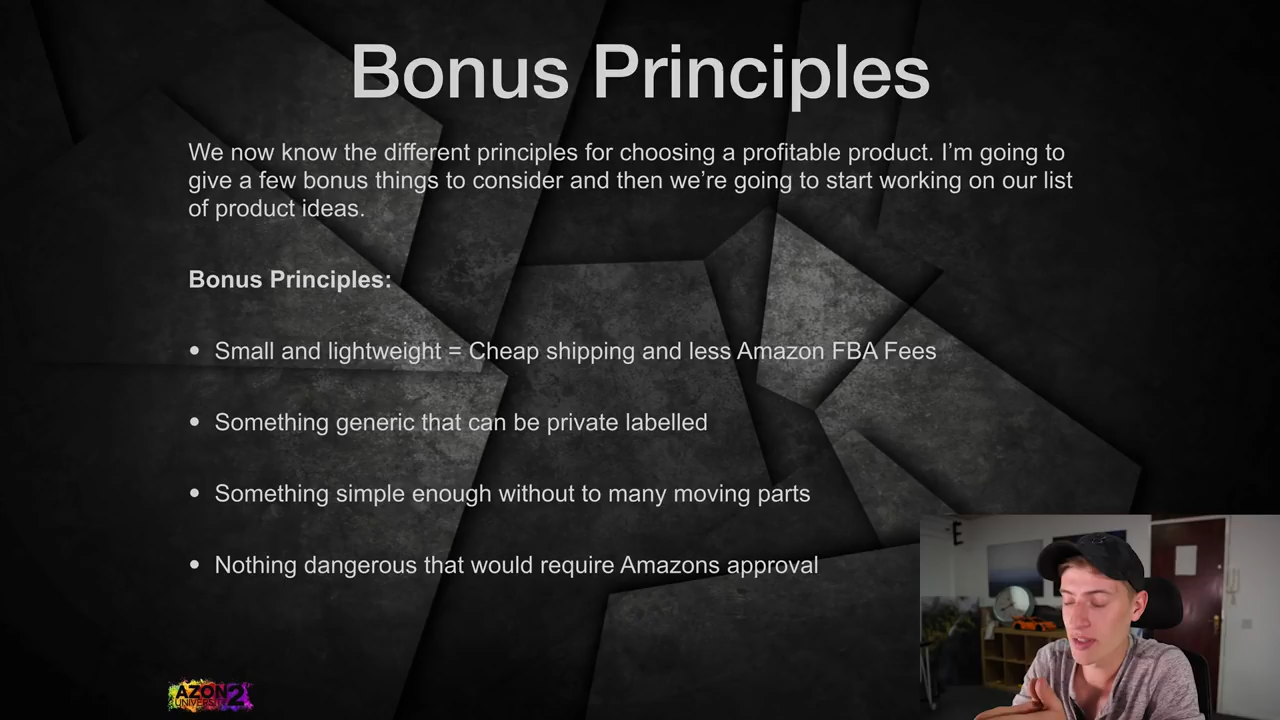 Bonus Principles
We now know the different principles for choosing a profitable product. I’m going to
give a few bonus things to consider and then we’re going to start working on our list
of product ideas.
Bonus Principles:
• Small and lightweight = Cheap shipping and less Amazon FBA Fees
• Something generic that can be private labelled
• Something simple enough without to many moving parts
• Nothing dangerous that would require Amazons approval
E
AZON 2
UNIVERSITY